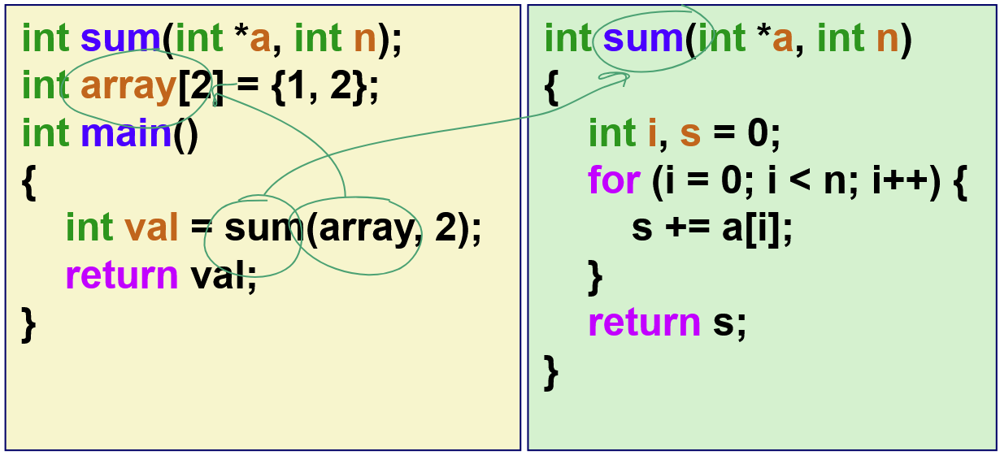 int sum(int *a, int n);
int array[2] = {1, 2};
int main()
{
int val = sum(array, 2);
return val;
}
int sum(int *a, int n)
{
int i, s = 0;
for (i = 0; i < n; i++) {
s += a[i];
}
return s;
}